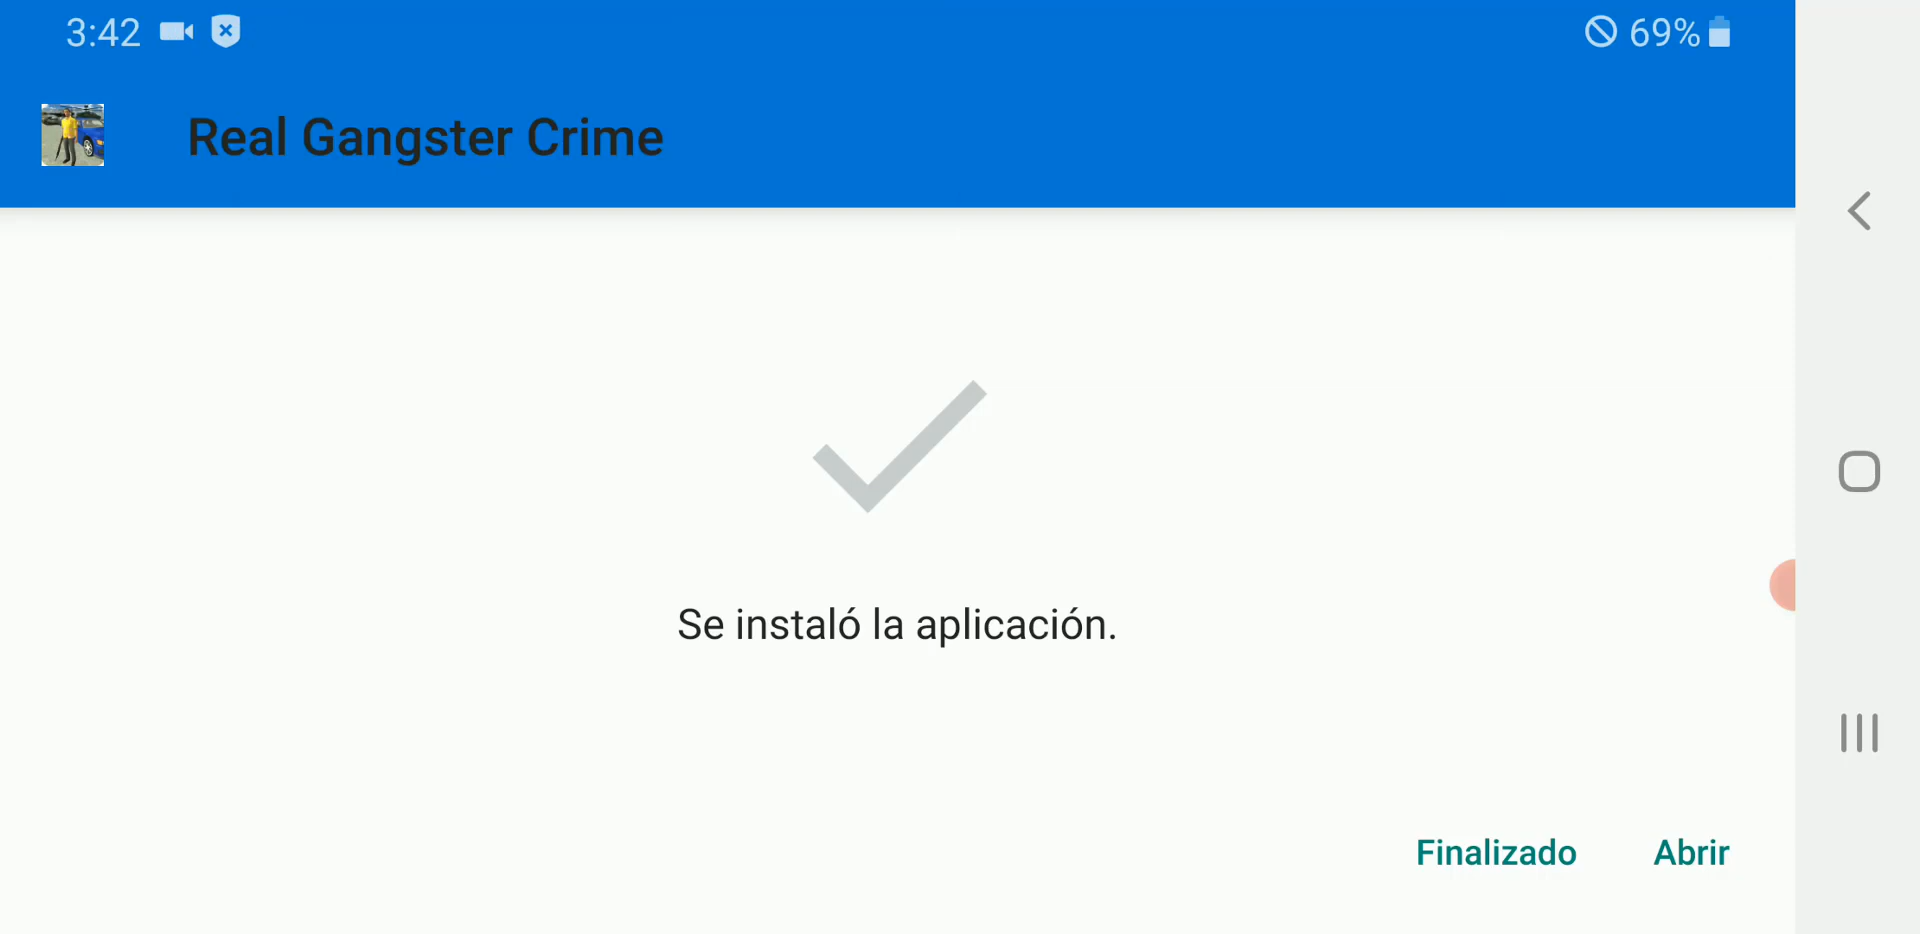 3:42
69%
Real Gangster Crime
Se instaló la aplicación.
Finalizado Abrir